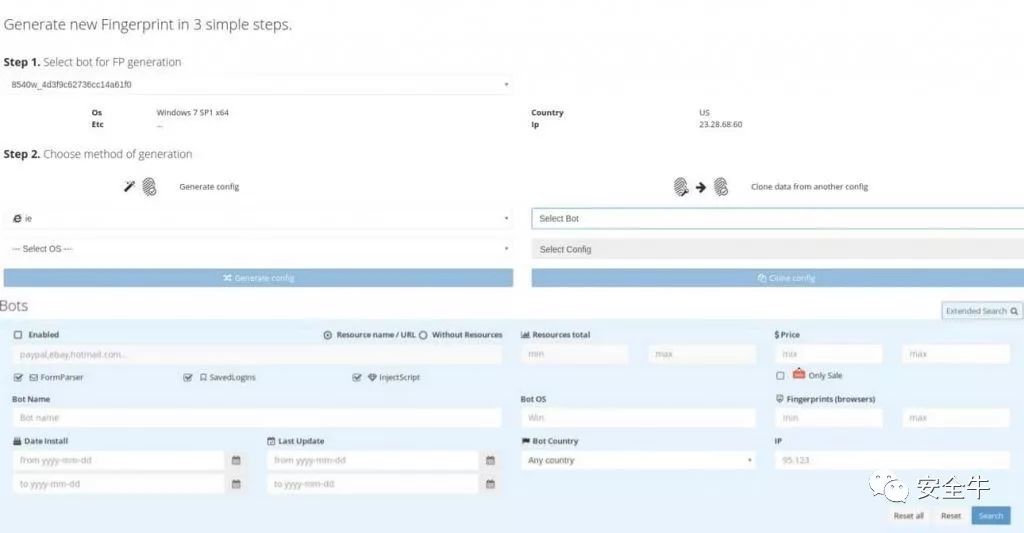 Generate new Fingerprint in 3 simple steps.
Step 1. Select bot for FP generation
8540w_4d3f9c62736cc14a61f0
Os Windows 7 SP1 x64 Country US
Etc ... Ip 23.28.68.60
Step 2. Choose method of generation
Generate config Clone data from another config
ie Select Bot
--- Select OS --- Select Config
Generate config Clone config
Bots
Extended Search
Enabled Resource name / URL Without Resources Resources total $ Price
paypal,ebay,hotmail.com... min max mix max
FormParser SavedLogins InjectScript Only Sale
Bot Name Bot OS Fingerprints (browsers)
Bot name Win min max
Date Install Last Update Bot Country IP
from yyyy-mm-dd from yyyy-mm-dd Any country 95.123
to yyyy-mm-dd to yyyy-mm-dd
安全牛
Reset all Reset Search